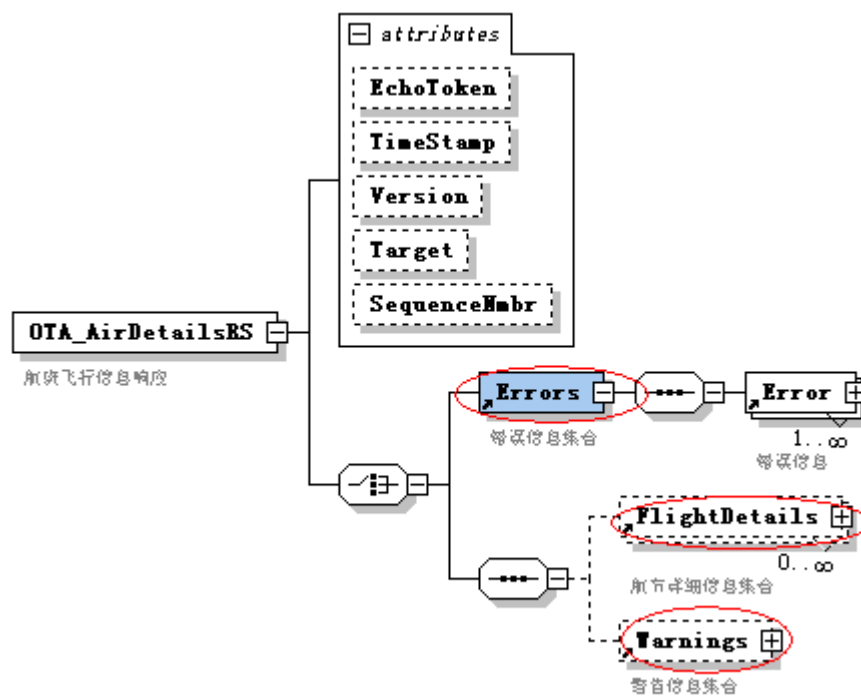 attributes
EchoToken
TimeStamp
Version
Target
SequenceNmbr
OTA_AirDetailsRS
航班飞行信息响应
Errors
错误信息集合
Error
1..∞
错误信息
FlightDetails
0..∞
航节详细信息集合
Warnings
警告信息集合